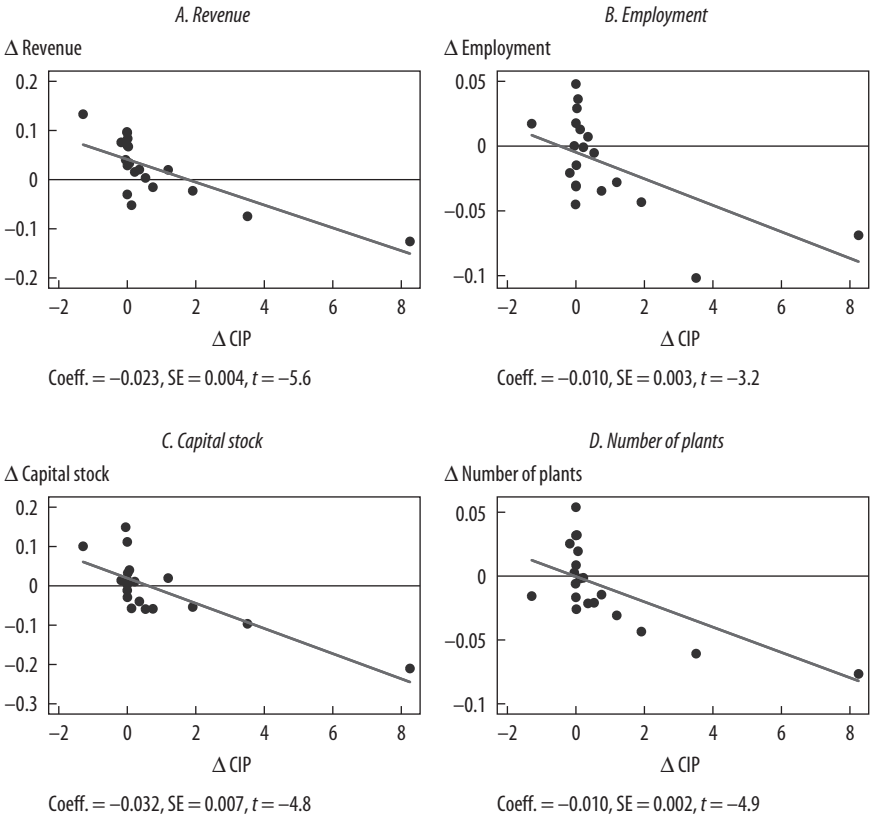 A. Revenue
Δ Revenue
0.2
0.1
0
−0.1
−0.2
−2 0 2 4 6 8
Δ CIP
Coeff. = −0.023, SE = 0.004, t = −5.6
B. Employment
Δ Employment
0.05
0
−0.05
−0.1
−2 0 2 4 6 8
Δ CIP
Coeff. = −0.010, SE = 0.003, t = −3.2
C. Capital stock
Δ Capital stock
0.2
0.1
0
−0.1
−0.2
−0.3
−2 0 2 4 6 8
Δ CIP
Coeff. = −0.032, SE = 0.007, t = −4.8
D. Number of plants
Δ Number of plants
0.05
0
−0.05
−0.1
−2 0 2 4 6 8
Δ CIP
Coeff. = −0.010, SE = 0.002, t = −4.9